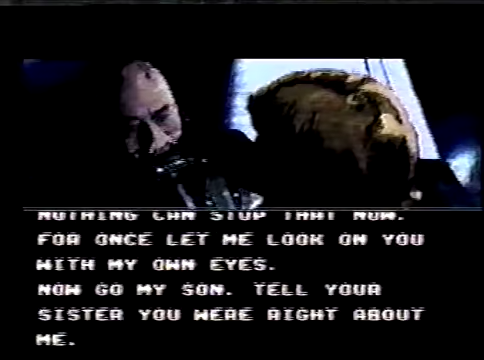 NOTHING CAN STOP THAT NOW.
FOR ONCE LET ME LOOK ON YOU
WITH MY OWN EYES.
NOW GO MY SON. TELL YOUR
SISTER YOU WERE RIGHT ABOUT
ME.